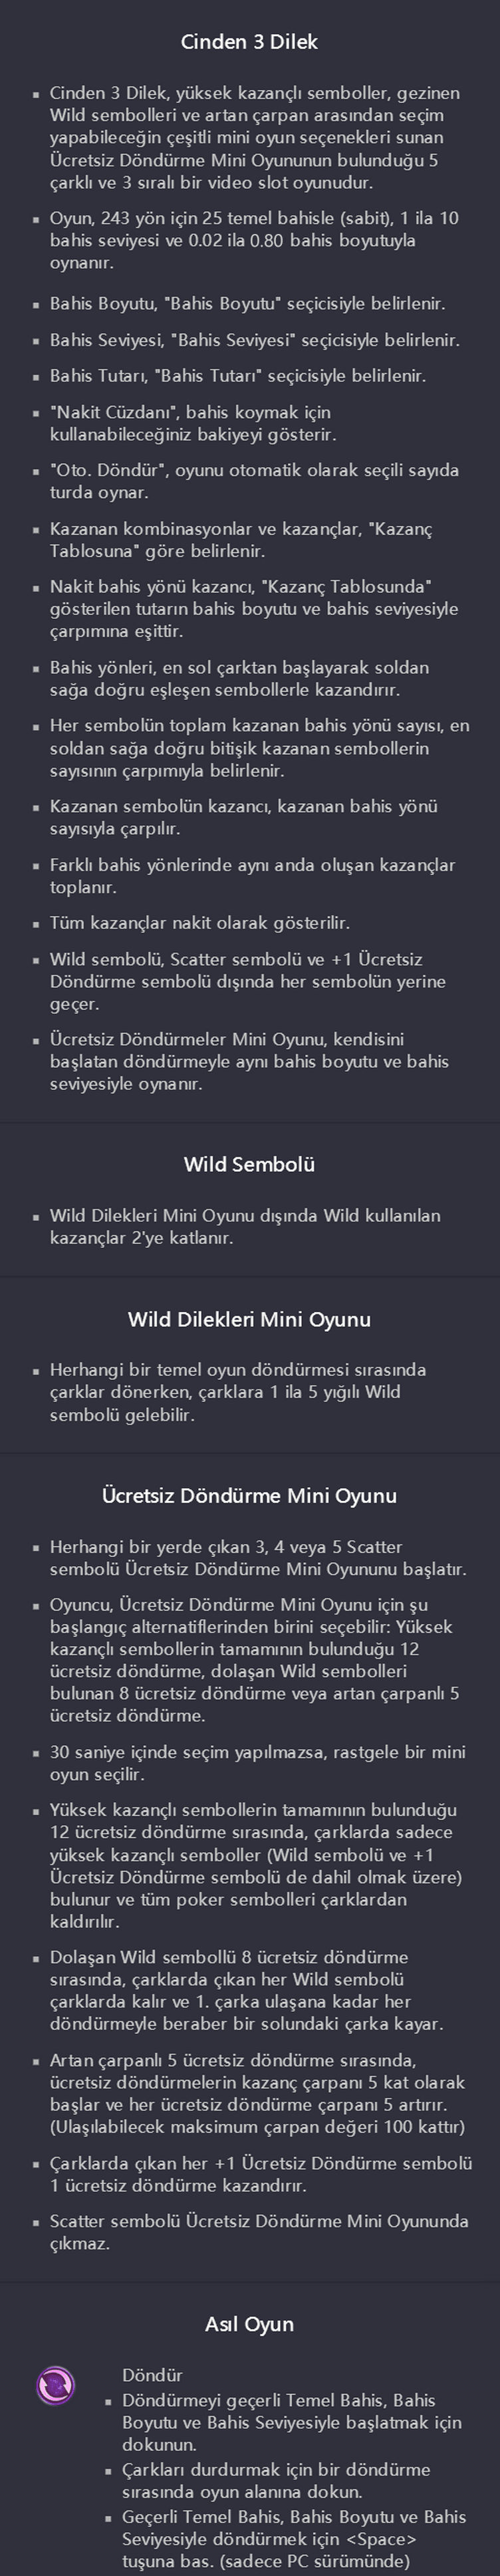 Cinden 3 Dilek
▪ Cinden 3 Dilek, yüksek kazançlı semboller, gezinen
Wild sembolleri ve artan çarpan arasından seçim
yapabileceğin çeşitli mini oyun seçenekleri sunan
Ücretsiz Döndürme Mini Oyununun bulunduğu 5
çarklı ve 3 sıralı bir video slot oyunudur.
▪ Oyun, 243 yön için 25 temel bahisle (sabit), 1 ila 10
bahis seviyesi ve 0.02 ila 0.80 bahis boyutuyla
oynanır.
▪ Bahis Boyutu, "Bahis Boyutu" seçicisiyle belirlenir.
▪ Bahis Seviyesi, "Bahis Seviyesi" seçicisiyle belirlenir.
▪ Bahis Tutarı, "Bahis Tutarı" seçicisiyle belirlenir.
▪ "Nakit Cüzdanı", bahis koymak için
kullanabileceğiniz bakiyeyi gösterir.
▪ "Oto. Döndür", oyunu otomatik olarak seçili sayıda
turda oynar.
▪ Kazanan kombinasyonlar ve kazançlar, "Kazanç
Tablosuna" göre belirlenir.
▪ Nakit bahis yönü kazancı, "Kazanç Tablosunda"
gösterilen tutarın bahis boyutu ve bahis seviyesiyle
çarpımına eşittir.
▪ Bahis yönleri, en sol çarktan başlayarak soldan
sağa doğru eşleşen sembollerle kazandırır.
▪ Her sembolün toplam kazanan bahis yönü sayısı, en
soldan sağa doğru bitişik kazanan sembollerin
sayısının çarpımıyla belirlenir.
▪ Kazanan sembolün kazancı, kazanan bahis yönü
sayısıyla çarpılır.
▪ Farklı bahis yönlerinde aynı anda oluşan kazançlar
toplanır.
▪ Tüm kazançlar nakit olarak gösterilir.
▪ Wild sembolü, Scatter sembolü ve +1 Ücretsiz
Döndürme sembolü dışında her sembolün yerine
geçer.
▪ Ücretsiz Döndürmeler Mini Oyunu, kendisini
başlatan döndürmeyle aynı bahis boyutu ve bahis
seviyesiyle oynanır.
Wild Sembolü
▪ Wild Dilekleri Mini Oyunu dışında Wild kullanılan
kazançlar 2'ye katlanır.
Wild Dilekleri Mini Oyunu
▪ Herhangi bir temel oyun döndürmesi sırasında
çarklar dönerken, çarklara 1 ila 5 yığılı Wild
sembolü gelebilir.
Ücretsiz Döndürme Mini Oyunu
▪ Herhangi bir yerde çıkan 3, 4 veya 5 Scatter
sembolü Ücretsiz Döndürme Mini Oyununu başlatır.
▪ Oyuncu, Ücretsiz Döndürme Mini Oyunu için şu
başlangıç alternatiflerinden birini seçebilir: Yüksek
kazançlı sembollerin tamamının bulunduğu 12
ücretsiz döndürme, dolaşan Wild sembolleri
bulunan 8 ücretsiz döndürme veya artan çarpanlı 5
ücretsiz döndürme.
▪ 30 saniye içinde seçim yapılmazsa, rastgele bir mini
oyun seçilir.
▪ Yüksek kazançlı sembollerin tamamının bulunduğu
12 ücretsiz döndürme sırasında, çarklarda sadece
yüksek kazançlı semboller (Wild sembolü ve +1
Ücretsiz Döndürme sembolü de dahil olmak üzere)
bulunur ve tüm poker sembolleri çarklardan
kaldırılır.
▪ Dolaşan Wild sembollü 8 ücretsiz döndürme
sırasında, çarklarda çıkan her Wild sembolü
çarklarda kalır ve 1. çarka ulaşana kadar her
döndürmeyle beraber bir solundaki çarka kayar.
▪ Artan çarpanlı 5 ücretsiz döndürme sırasında,
ücretsiz döndürmelerin kazanç çarpanı 5 kat olarak
başlar ve her ücretsiz döndürme çarpanı 5 artırır.
(Ulaşılabilecek maksimum çarpan değeri 100 kattır)
▪ Çarklarda çıkan her +1 Ücretsiz Döndürme sembolü
1 ücretsiz döndürme kazandırır.
▪ Scatter sembolü Ücretsiz Döndürme Mini Oyununda
çıkmaz.
Asıl Oyun
Döndür
▪ Döndürmeyi geçerli Temel Bahis, Bahis
Boyutu ve Bahis Seviyesiyle başlatmak için
dokunun.
▪ Çarkları durdurmak için bir döndürme
sırasında oyun alanına dokun.
▪ Geçerli Temel Bahis, Bahis Boyutu ve Bahis
Seviyesiyle döndürmek için <Space>
tuşuna bas. (sadece PC sürümünde)